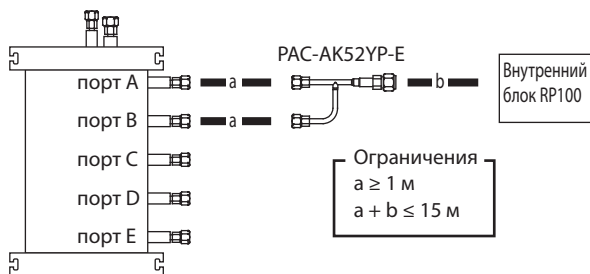 PAC-AK52YP-E
порт A
a
b
Внутренний
блок RP100
порт B
a
порт C
порт D
порт E
Ограничения
a ≥ 1 м
a + b ≤ 15 м